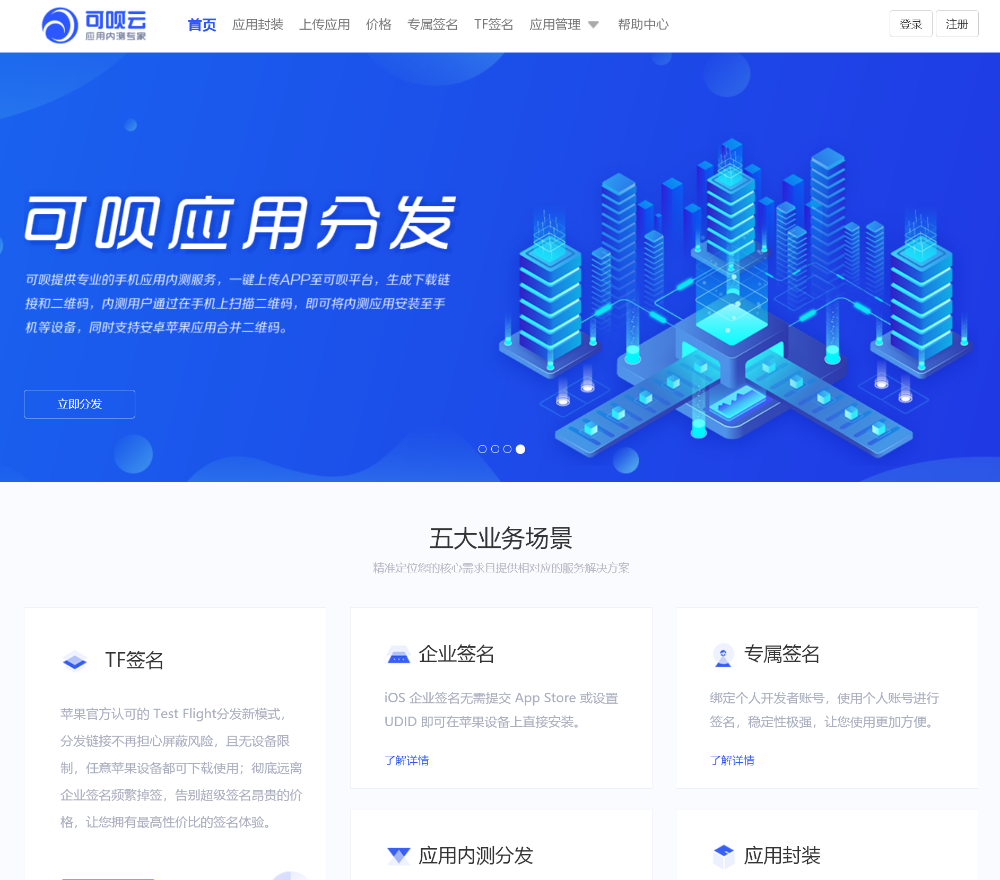 可呗云
应用内测专家
首页 应用封装 上传应用 价格 专属签名 TF签名 应用管理 帮助中心
登录 注册
可呗应用分发
可呗提供专业的手机应用内测服务，一键上传APP至可呗平台，生成下载链
接和二维码，内测用户通过在手机上扫描二维码，即可将内测应用安装至手
机等设备，同时支持安卓苹果应用合并二维码。
立即分发
五大业务场景
精准定位您的核心需求且提供相对应的服务解决方案
TF签名
苹果官方认可的 Test Flight分发新模式，
分发链接不再担心屏蔽风险，且无设备限
制，任意苹果设备都可下载使用；彻底远离
企业签名频繁掉签，告别超级签名昂贵的价
格，让您拥有最高性价比的签名体验。
企业签名
iOS 企业签名无需提交 App Store 或设置
UDID 即可在苹果设备上直接安装。
了解详情
专属签名
绑定个人开发者账号，使用个人账号进行
签名，稳定性极强，让您使用更加方便。
了解详情
应用内测分发
应用封装